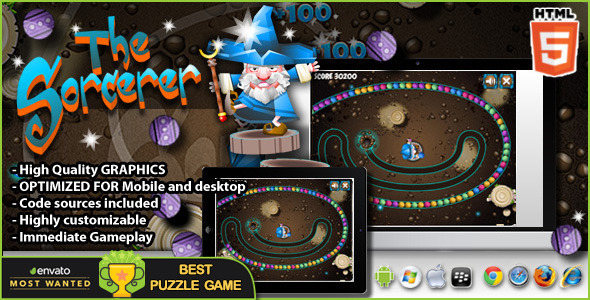 The
Sorcerer
+100
+100
SCORE 30200
HTML
5
- High Quality GRAPHICS
- OPTIMIZED FOR Mobile and desktop
- Code sources included
- Highly customizable
- Immediate Gameplay
envato
MOST WANTED
BEST
PUZZLE GAME